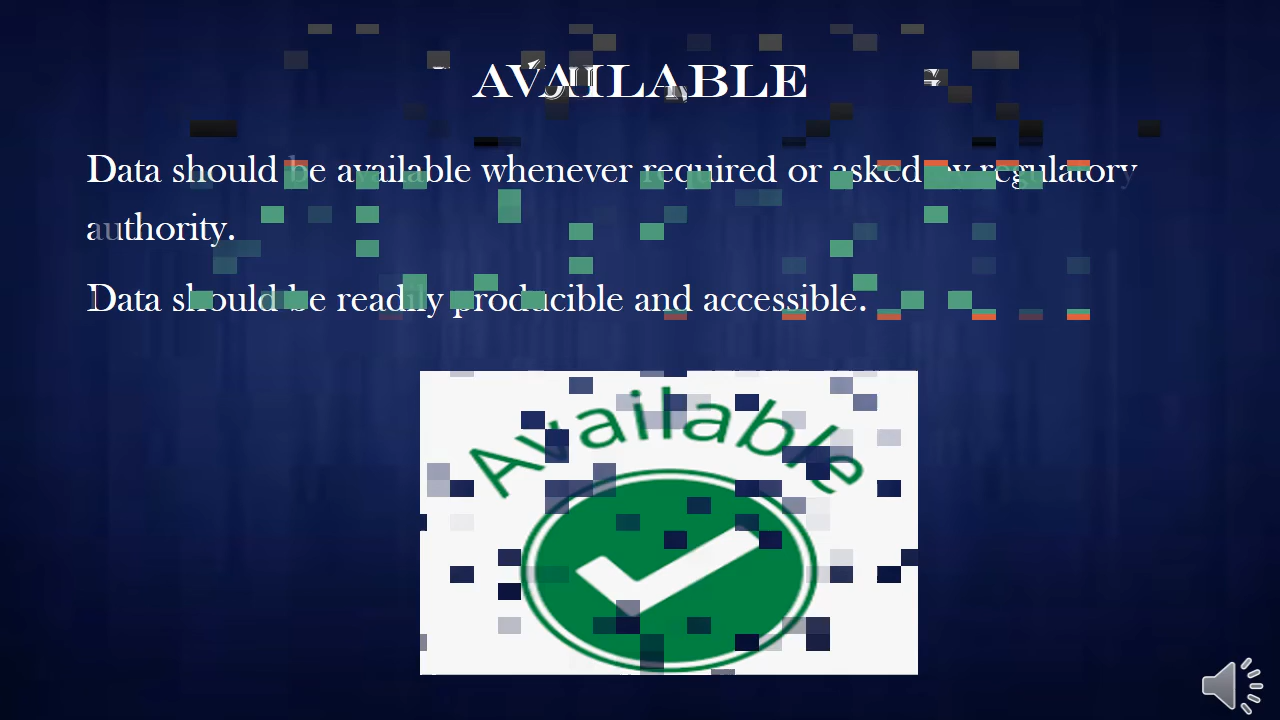 AVAILABLE
Data should be available whenever required or asked by regulatory
authority.
Data should be readily producible and accessible.
Available